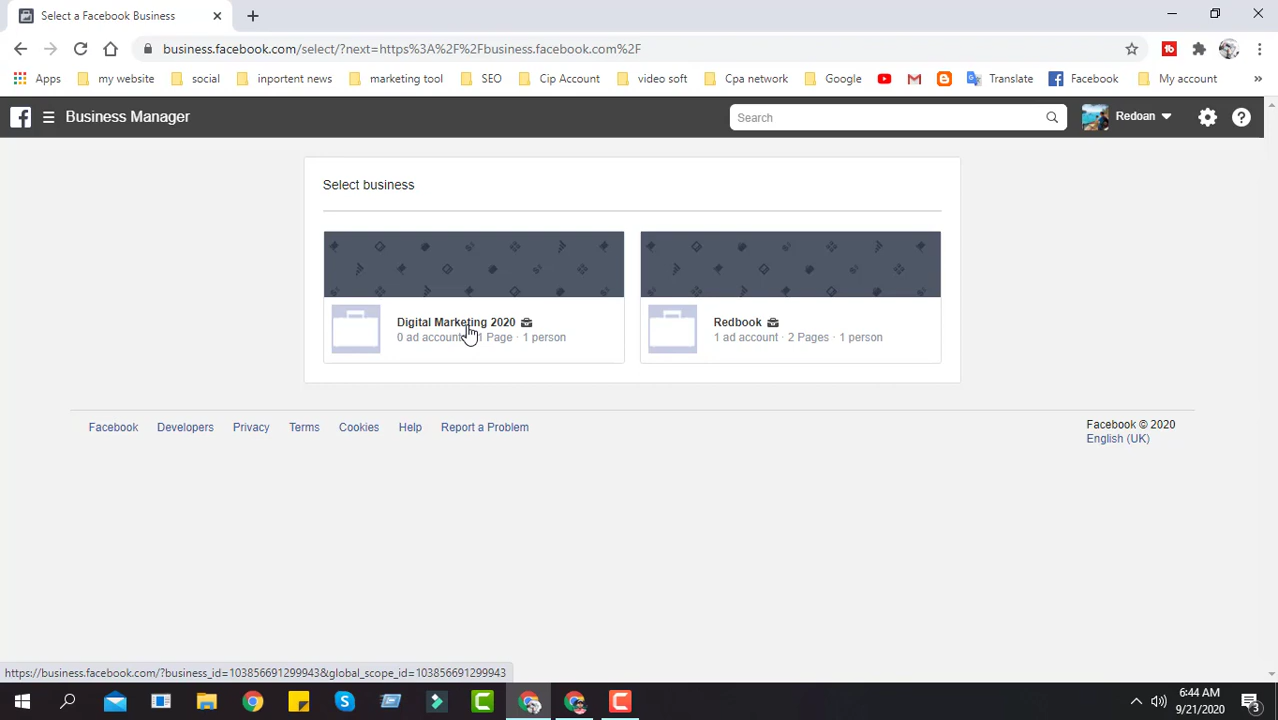 Select a Facebook Business
business.facebook.com/select/?next=https%3A%2F%2Fbusiness.facebook.com%2F
Apps my website social inportent news marketing tool SEO Cip Account video soft Cpa network Google Translate Facebook My account »
Business Manager Search Redoan
Select business
Digital Marketing 2020
0 ad account 1 Page · 1 person
Redbook
1 ad account · 2 Pages · 1 person
Facebook Developers Privacy Terms Cookies Help Report a Problem
Facebook © 2020
English (UK)
https://business.facebook.com/?business_id=103856691299943&global_scope_id=103856691299943
6:44 AM
9/21/2020
3